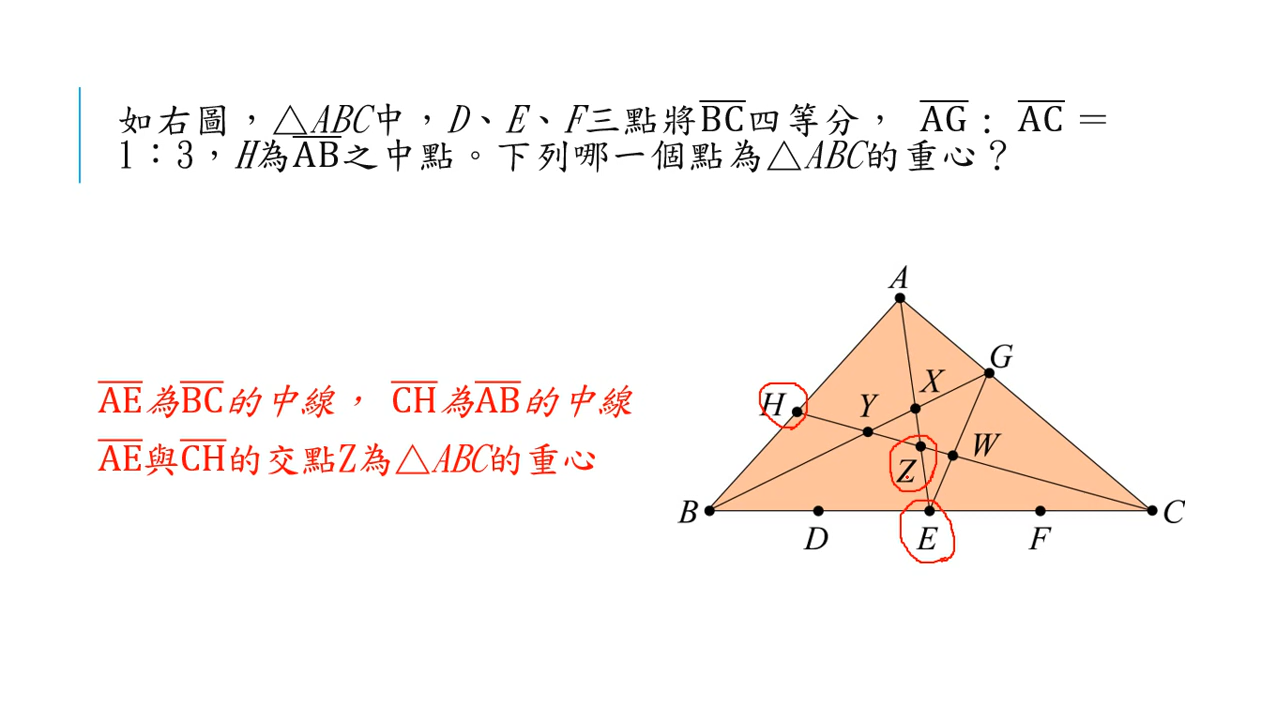 如右圖，△ABC中，D、E、F三點將BC四等分， AG：AC＝
1：3，H為AB之中點。下列哪一個點為△ABC的重心？
A
G
X
H
Y
W
Z
B
C
D
E
F
AE為BC的中線， CH為AB的中線
AE與CH的交點Z為△ABC的重心